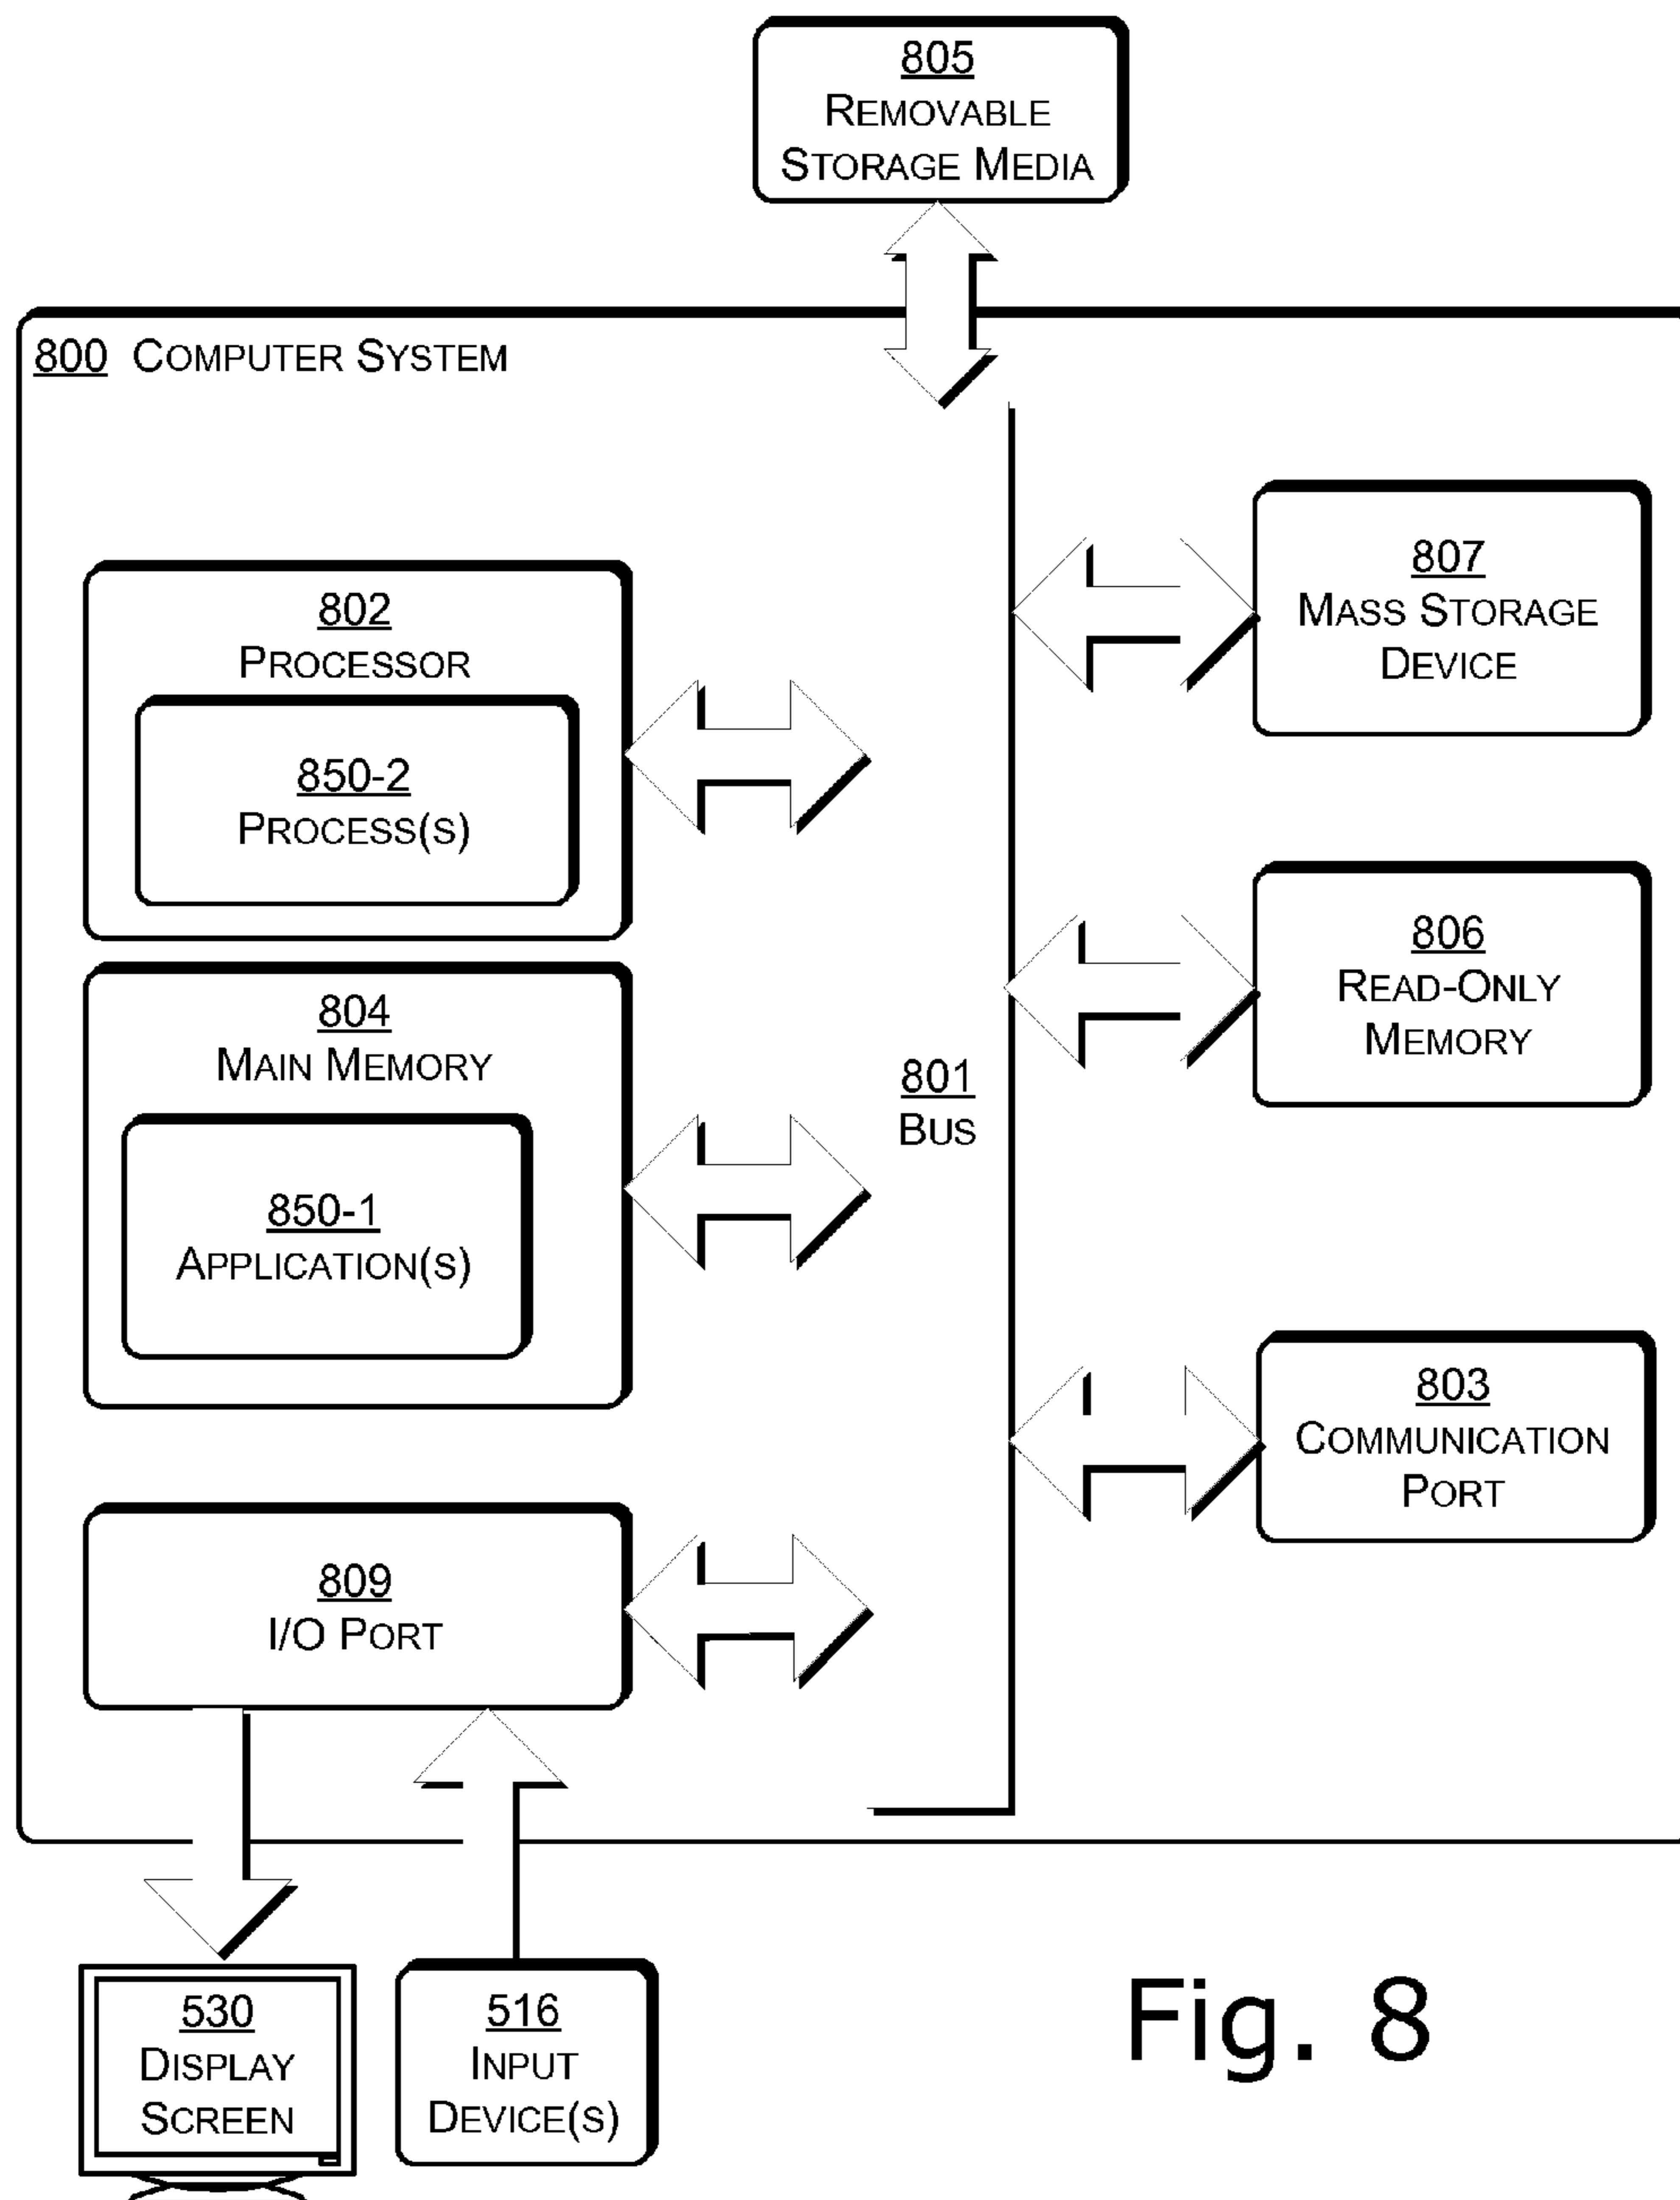 805
REMOVABLE
STORAGE MEDIA
800 COMPUTER SYSTEM
802
PROCESSOR
850-2
PROCESS(S)
804
MAIN MEMORY
850-1
APPLICATION(S)
809
I/O PORT
801
BUS
807
MASS STORAGE
DEVICE
806
READ-ONLY
MEMORY
803
COMMUNICATION
PORT
530
DISPLAY
SCREEN
516
INPUT
DEVICE(S)
Fig. 8